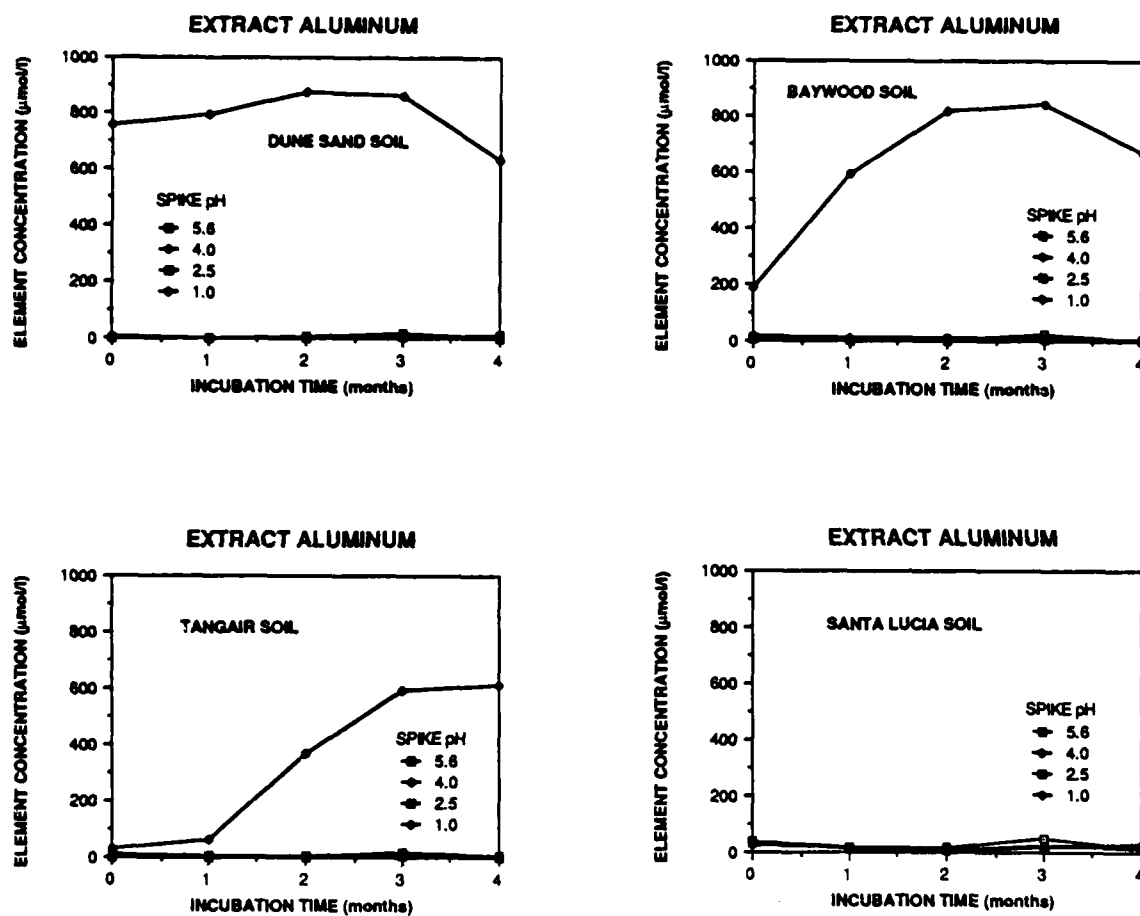 EXTRACT ALUMINUM
ELEMENT CONCENTRATION (µmol/l)
1000
800
600
400
200
0
DUNE SAND SOIL
SPIKE pH
5.6
4.0
2.5
1.0
0 1 2 3 4
INCUBATION TIME (months)
EXTRACT ALUMINUM
ELEMENT CONCENTRATION (µmol/l)
1000
800
600
400
200
0
BAYWOOD SOIL
SPIKE pH
5.6
4.0
2.5
1.0
0 1 2 3 4
INCUBATION TIME (months)
EXTRACT ALUMINUM
ELEMENT CONCENTRATION (µmol/l)
1000
800
600
400
200
0
TANGAIR SOIL
SPIKE pH
5.6
4.0
2.5
1.0
0 1 2 3 4
INCUBATION TIME (months)
EXTRACT ALUMINUM
ELEMENT CONCENTRATION (µmol/l)
1000
800
600
400
200
0
SANTA LUCIA SOIL
SPIKE pH
5.6
4.0
2.5
1.0
0 1 2 3 4
INCUBATION TIME (months)